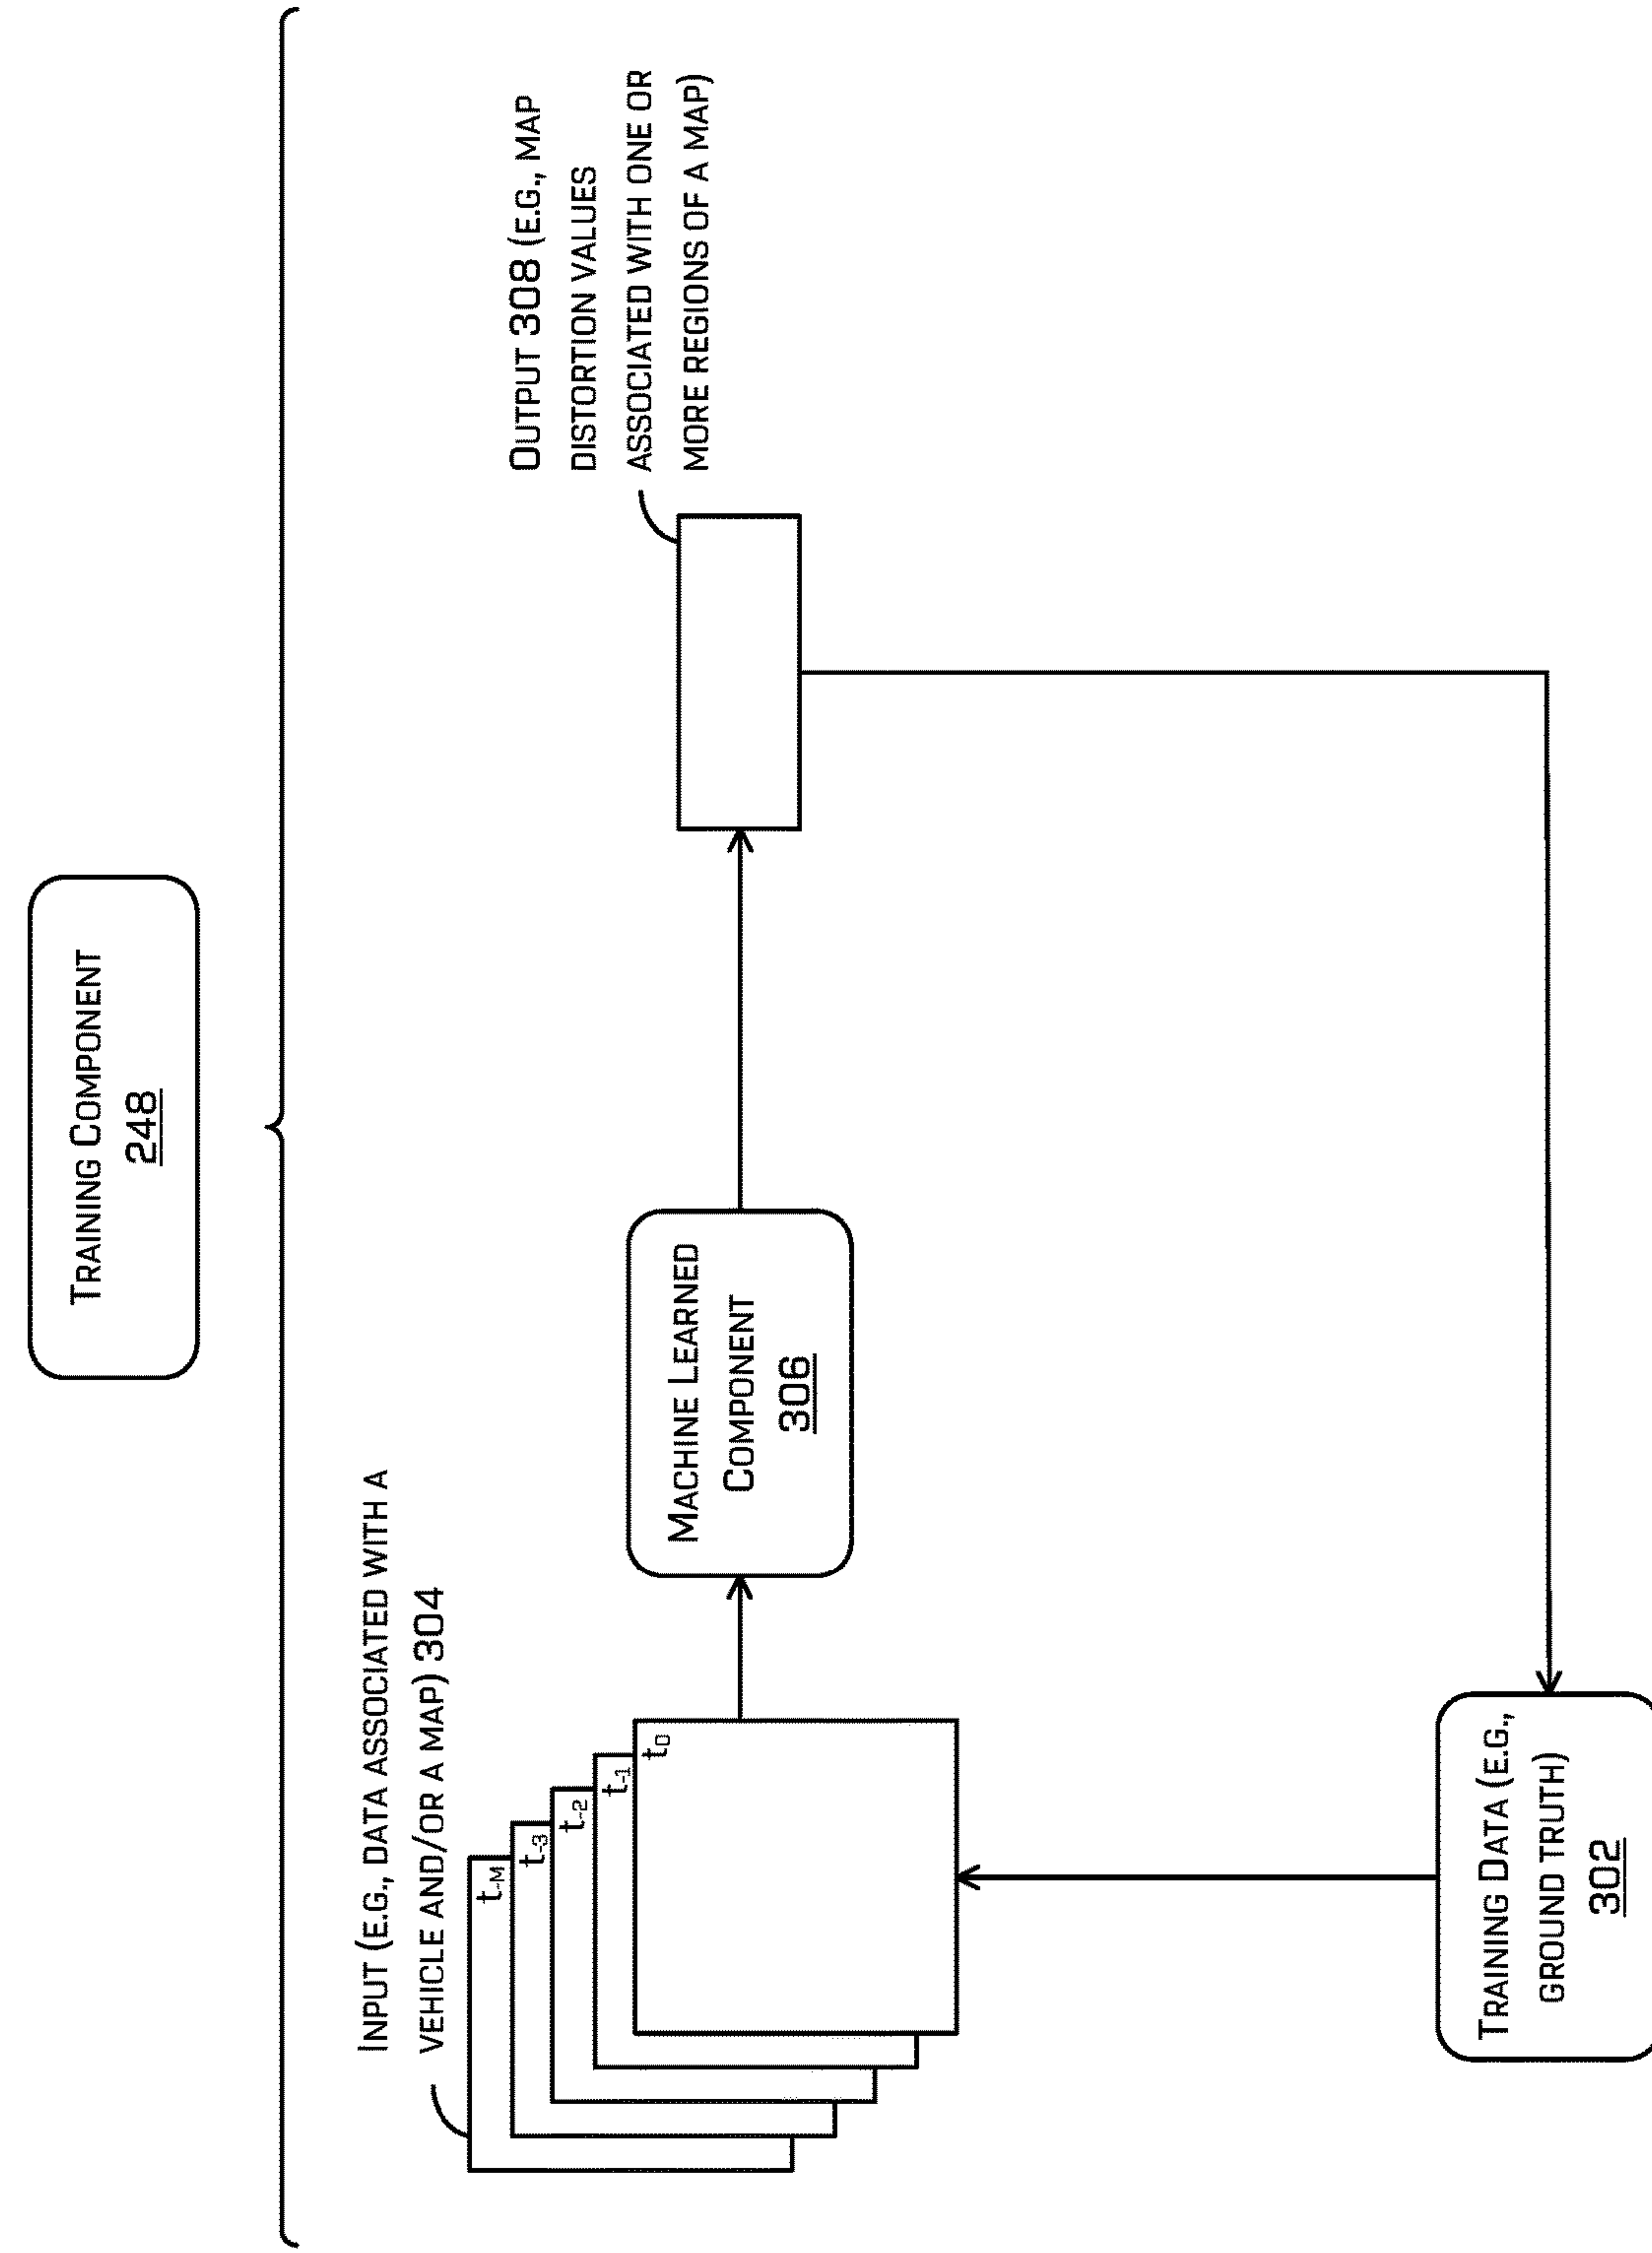 TRAINING COMPONENT
248
INPUT (E.G., DATA ASSOCIATED WITH A
VEHICLE AND/OR A MAP) 304
t-M
t-3
t-2
t-1
t0
MACHINE LEARNED
COMPONENT
306
OUTPUT 308 (E.G., MAP
DISTORTION VALUES
ASSOCIATED WITH ONE OR
MORE REGIONS OF A MAP)
TRAINING DATA (E.G.,
GROUND TRUTH)
302